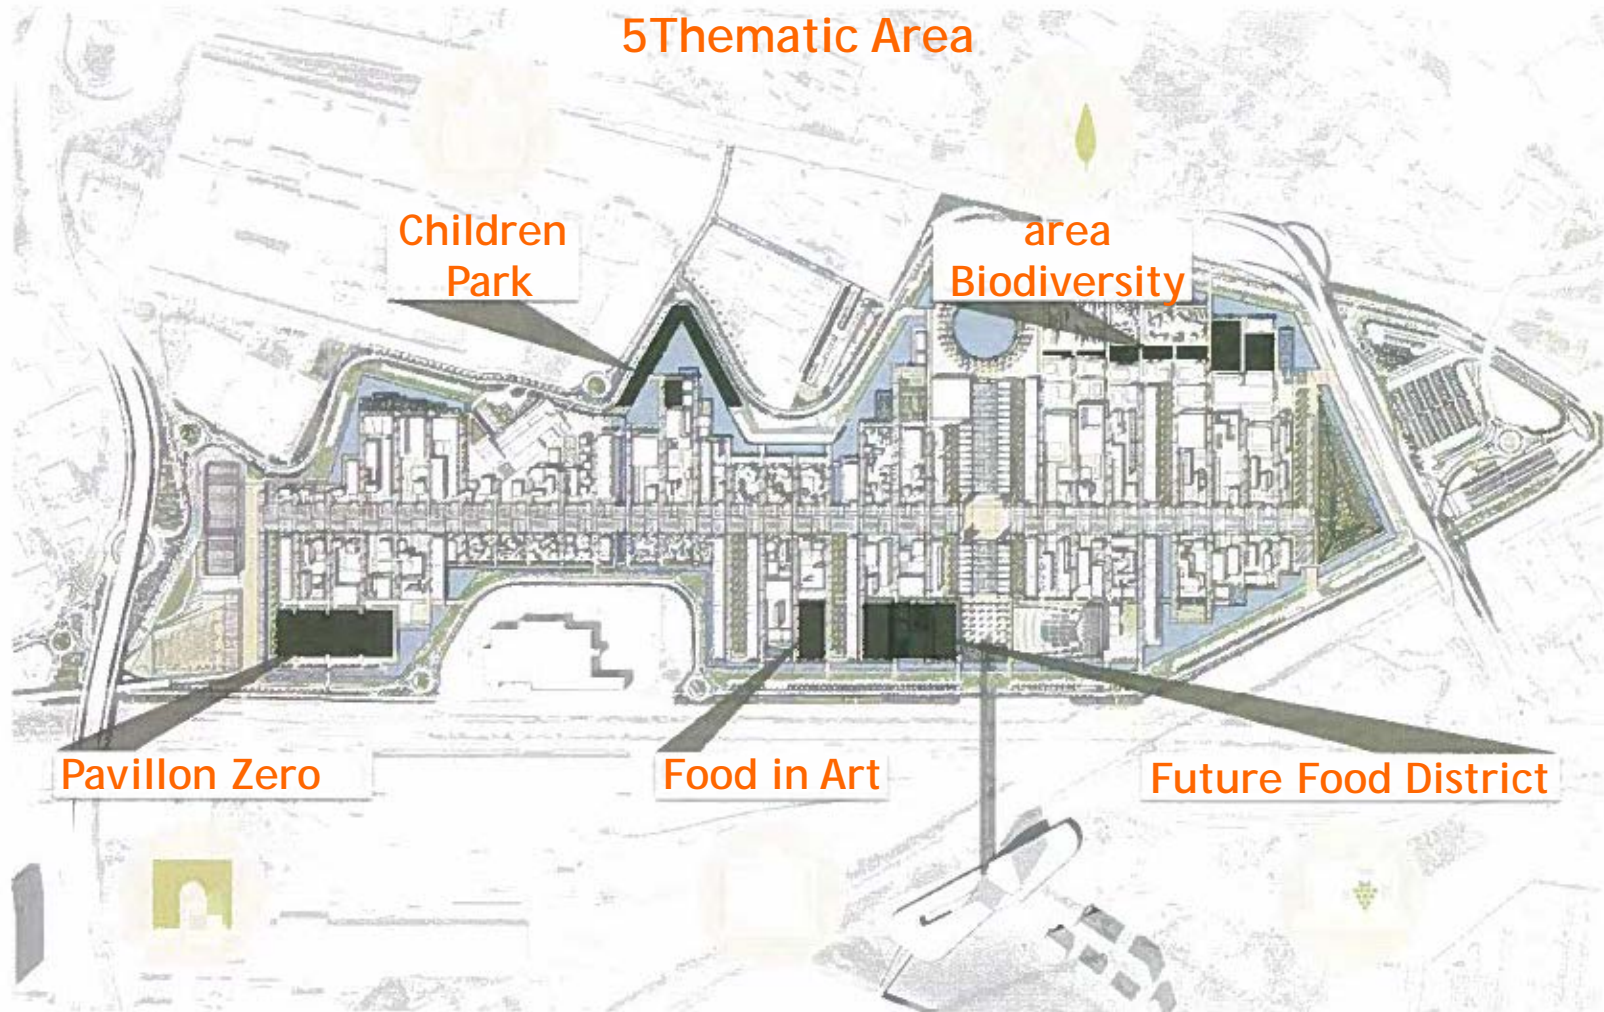 5Thematic Area
Children
Park
area
Biodiversity
Pavillon Zero
Food in Art
Future Food District